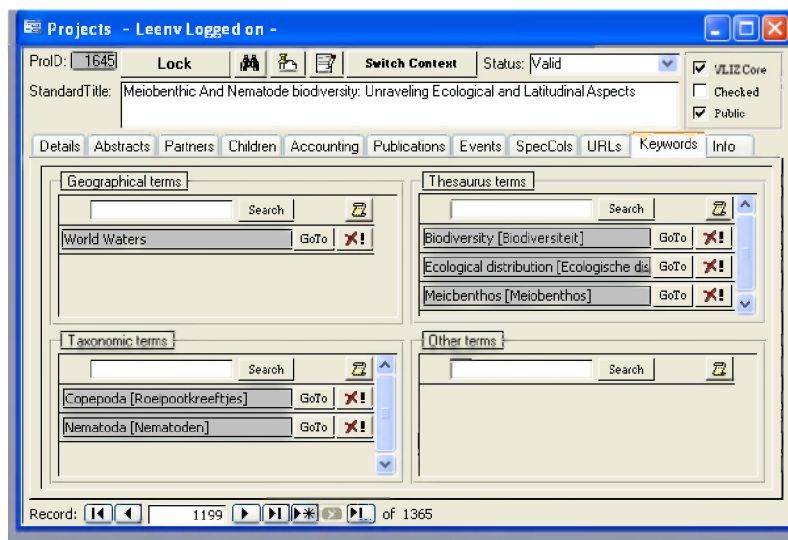 Projects - Leenv Logged on -
ProID: 1645 Lock Switch Context Status: Valid VLIZ Core
StandardTitle: Meiobenthic And Nematode biodversity: Unraveling Ecological and Latitudinal Aspects Checked
Public
Details Abstracts Partners Children Accounting Publications Events SpecCols URLs Keywords Info
Geographical terms Thesaurus terms
Search Search
World Waters GoTo Biodiversity [Biodiversiteit] GoTo
Ecological distribution [Ecologische dis GoTo
Meicbenthos [Meiobenthos] GoTo
Taxonomic terms Other terms
Search Search
Copepoda [Roeipootkreeftjes] GoTo
Nematoda [Nematoden] GoTo
Record: 1199 of 1365